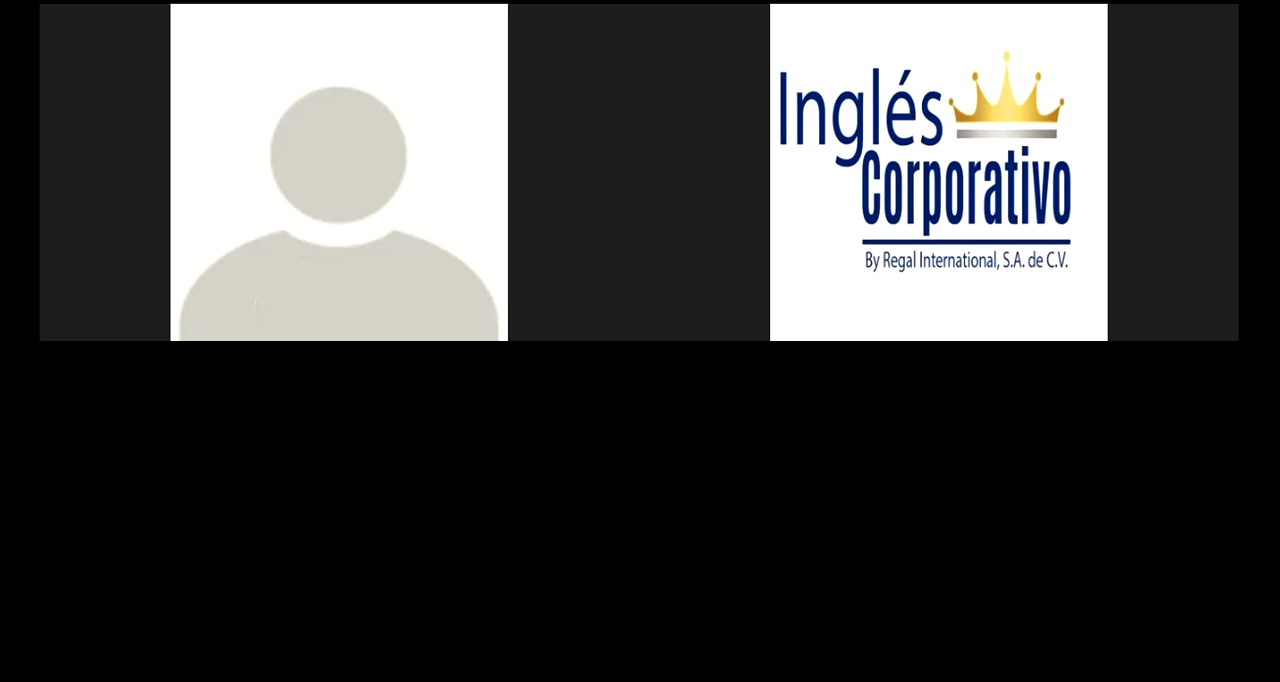 Inglés
Corporativo
By Regal International, S.A. de C.V.